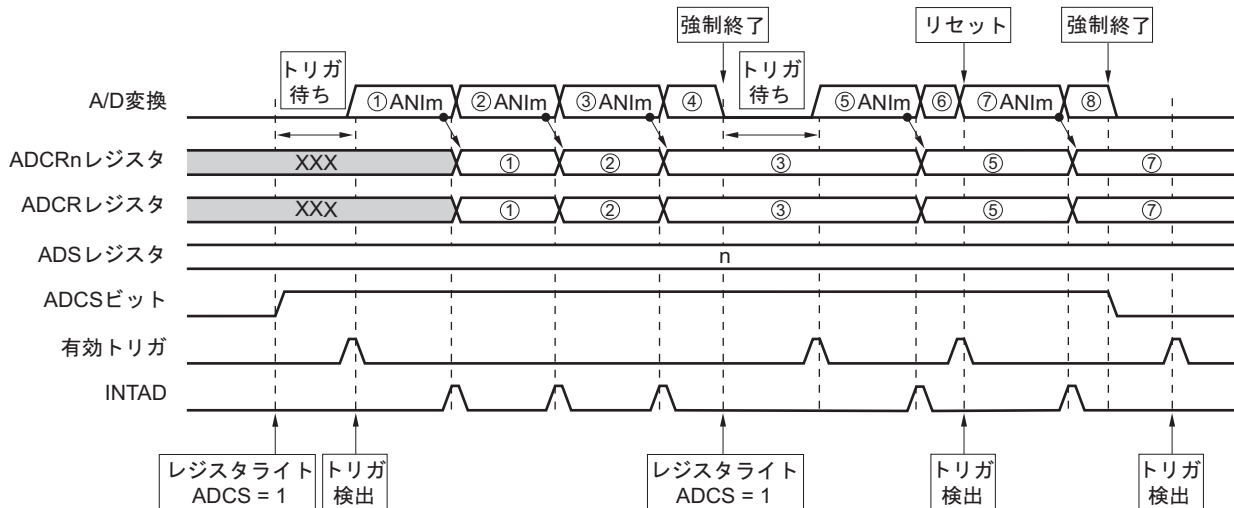 強制終了
リセット
強制終了
トリガ
待ち
トリガ
待ち
A/D変換
①ANIm
②ANIm
③ANIm
④
⑤ANIm
⑥
⑦ANIm
⑧
ADCRnレジスタ
XXX
①
②
③
⑤
⑦
ADCRレジスタ
XXX
①
②
③
⑤
⑦
ADSレジスタ
n
ADCSビット
有効トリガ
INTAD
レジスタライト
ADCS = 1
トリガ
検出
レジスタライト
ADCS = 1
トリガ
検出
トリガ
検出